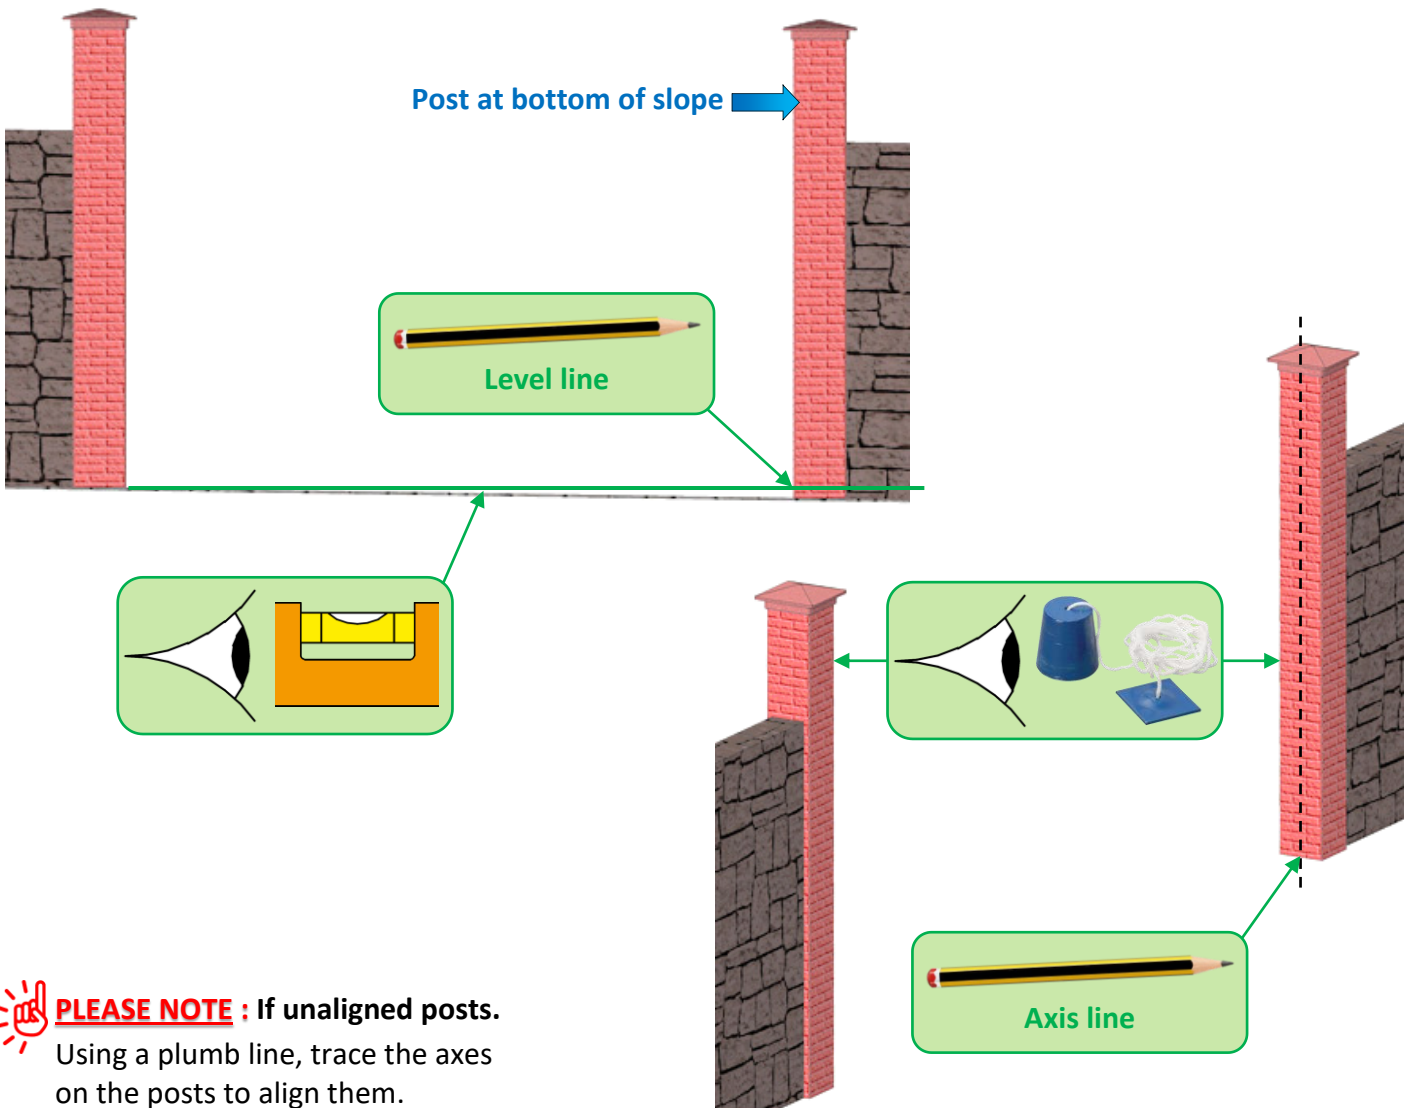 Post at bottom of slope
Level line
Axis line
PLEASE NOTE : If unaligned posts.
Using a plumb line, trace the axes
on the posts to align them.